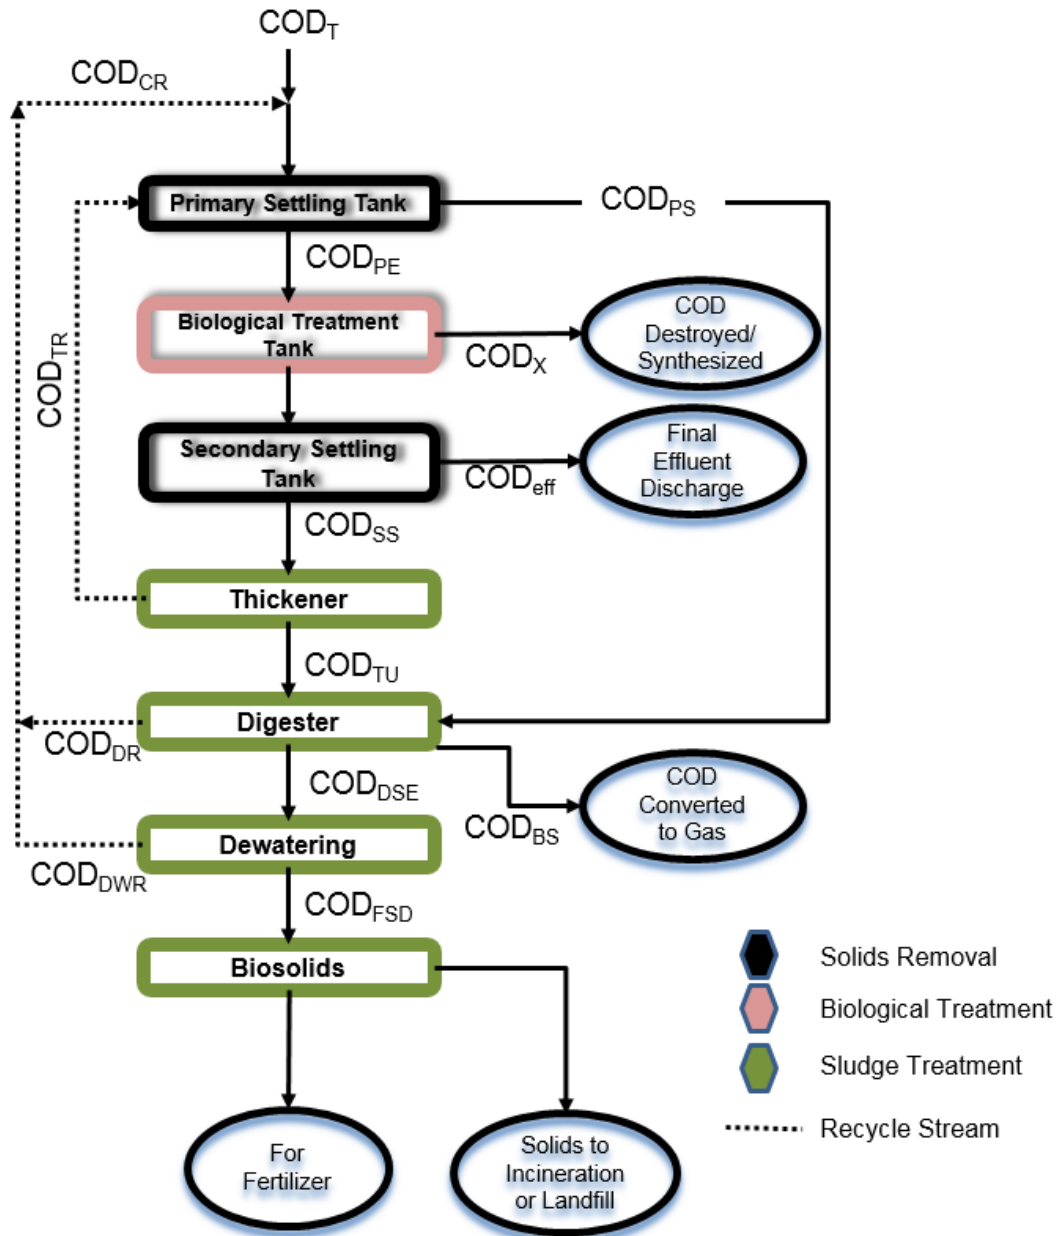 COD_T
COD_CR
Primary Settling Tank
COD_PS
COD_PE
Biological Treatment
Tank
COD_X
COD
Destroyed/
Synthesized
COD_TR
Secondary Settling
Tank
COD_eff
Final
Effluent
Discharge
COD_SS
Thickener
COD_TU
Digester
COD_DR
COD_DSE
COD_BS
COD
Converted
to Gas
Dewatering
COD_DWR
COD_FSD
Biosolids
Solids Removal
Biological Treatment
Sludge Treatment
Recycle Stream
For
Fertilizer
Solids to
Incineration
or Landfill